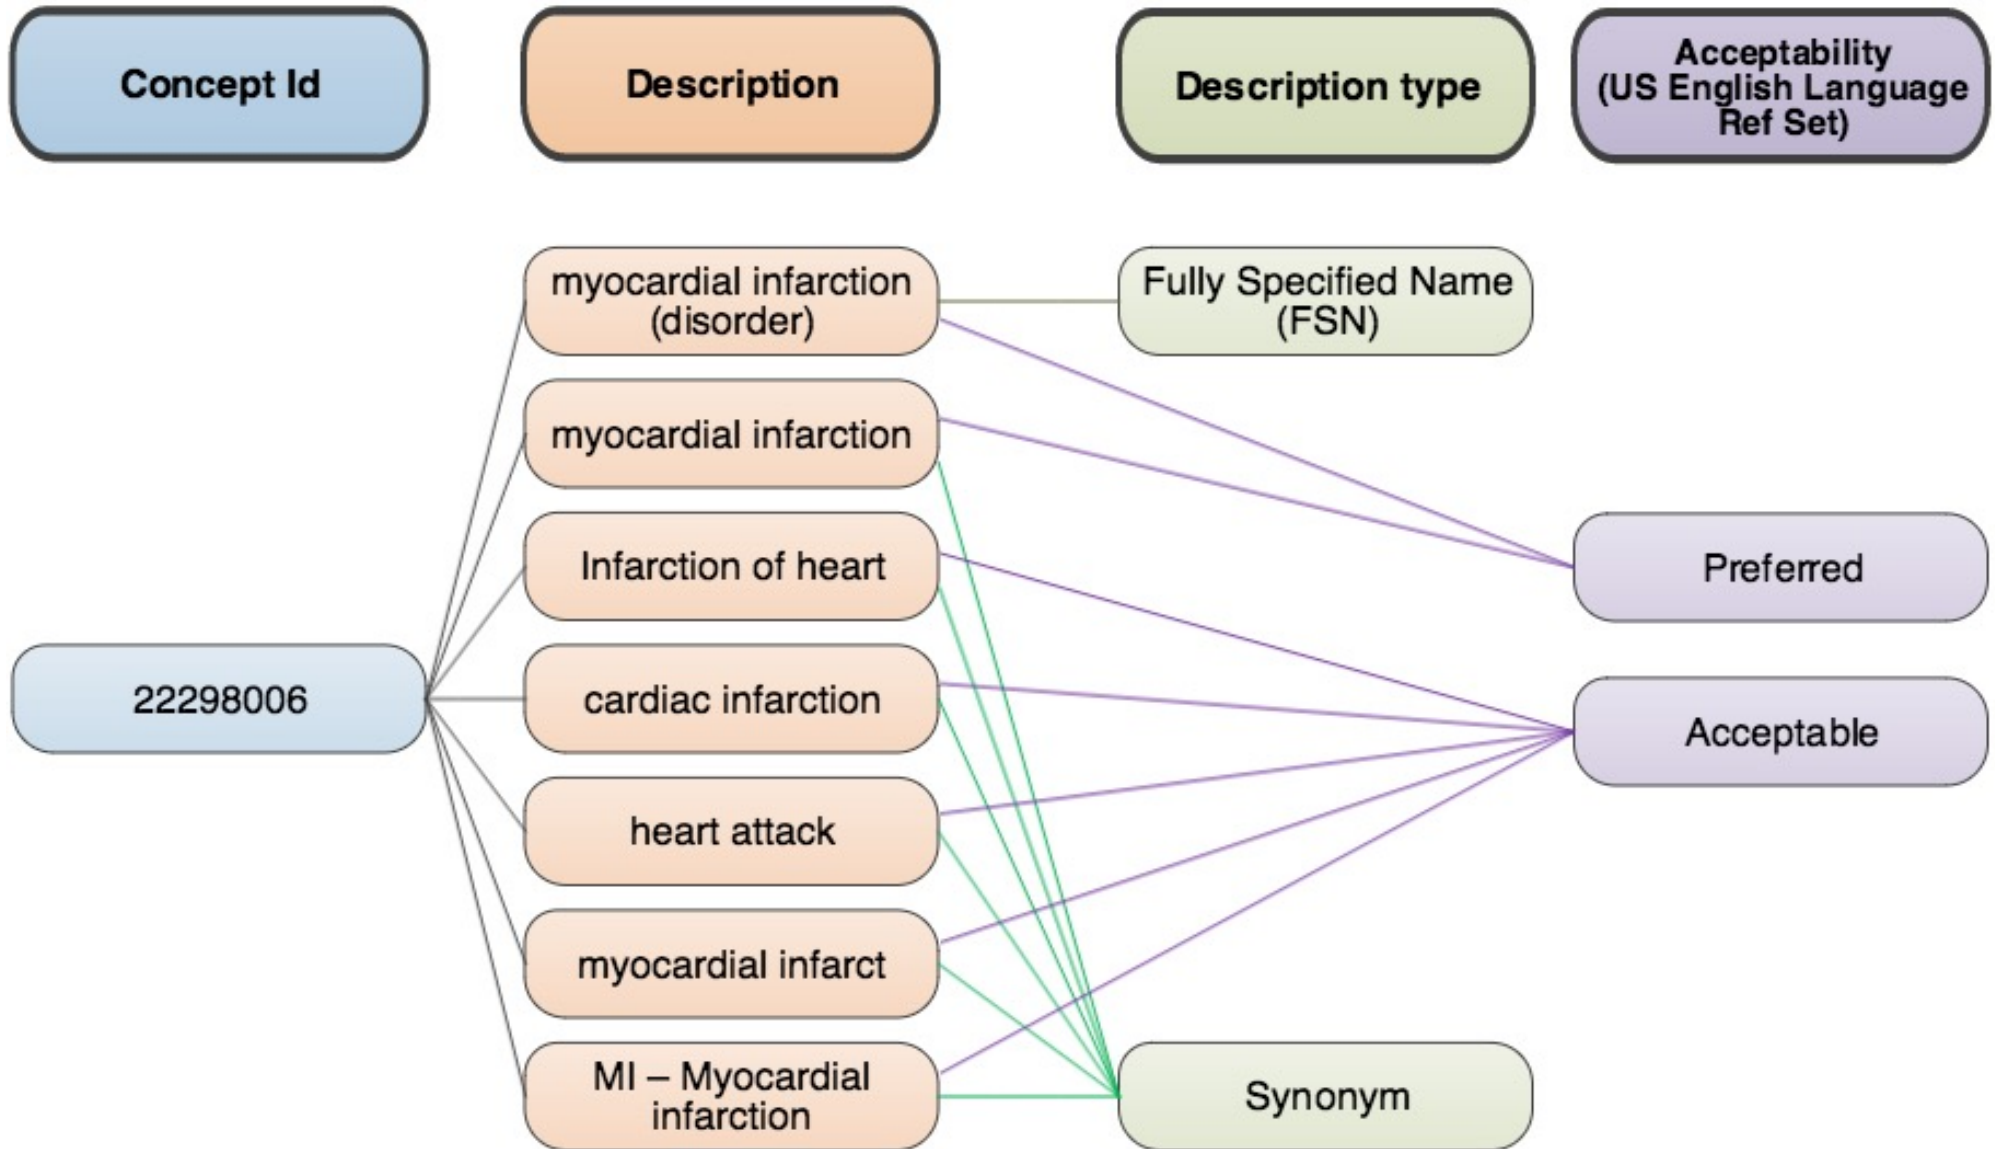 Concept Id
Description
Description type
Acceptability
(US English Language
Ref Set)
myocardial infarction
(disorder)
Fully Specified Name
(FSN)
myocardial infarction
Infarction of heart
Preferred
22298006
cardiac infarction
Acceptable
heart attack
myocardial infarct
MI – Myocardial
infarction
Synonym